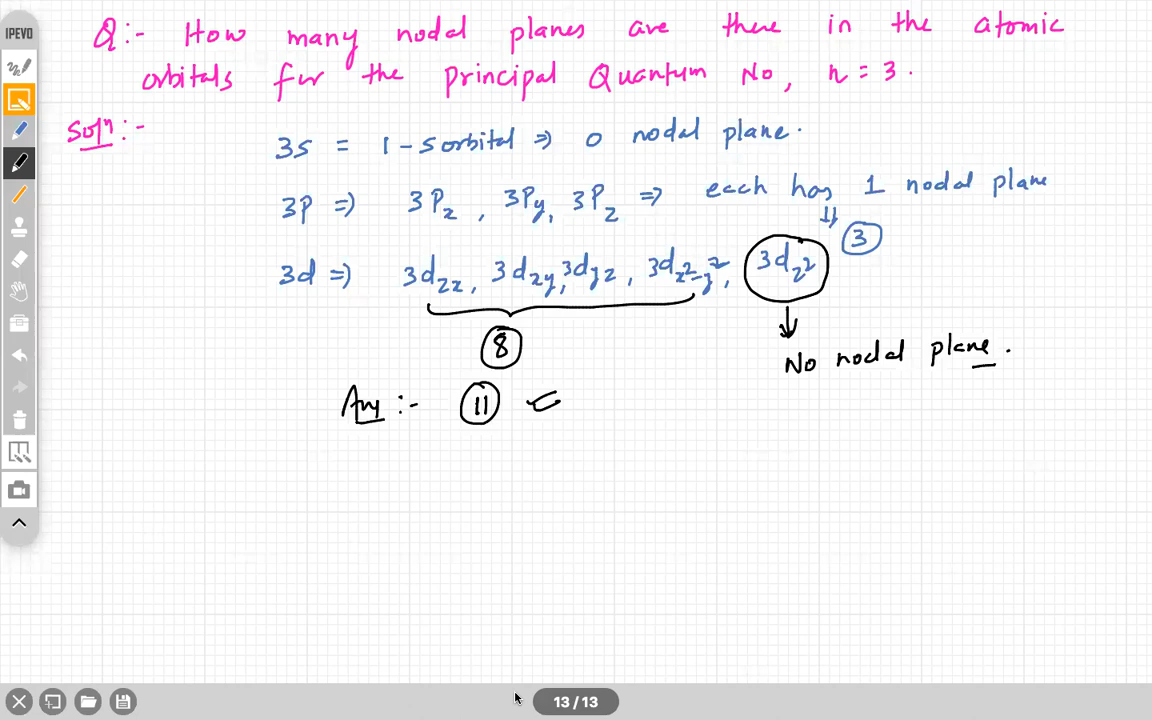 IPEVO
Q:- How many nodal planes are there in the atomic
orbitals for the principal Quantum No, n = 3.
Solⁿ:-
3s = 1 - s orbital ⇒ 0 nodal plane.
3P ⇒ 3Px, 3Py, 3Pz ⇒ each has 1 nodal plane
⇓ 3
3d ⇒ 3dzx, 3dxy, 3dyz, 3dx²-y², 3dz²
8
No nodal plane.
Ans:- 11
13/13